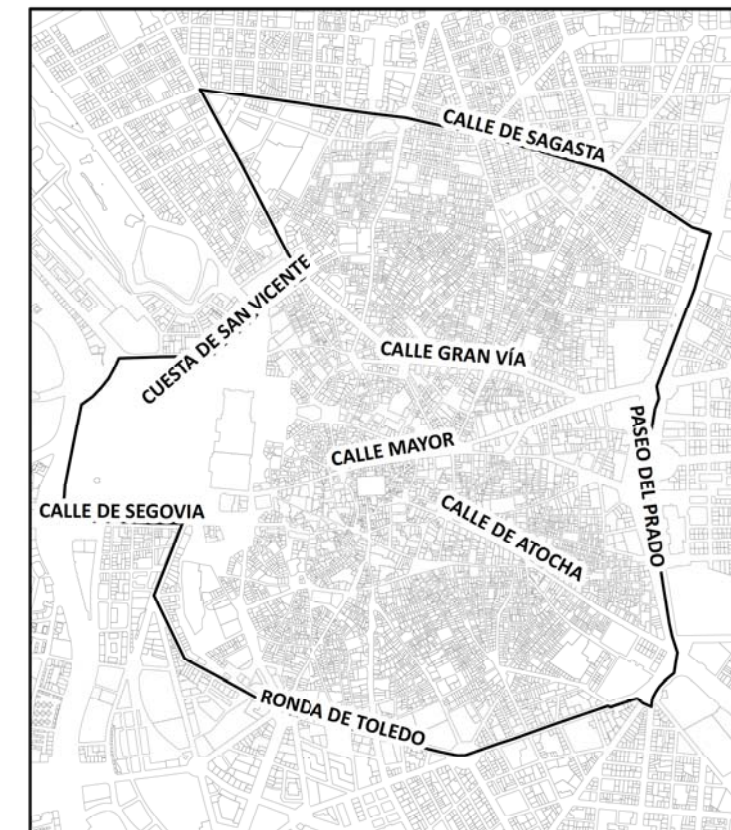 CALLE DE SAGASTA
CUESTA DE SAN VICENTE
CALLE GRAN VÍA
CALLE MAYOR
PASEO DEL PRADO
CALLE DE SEGOVIA
CALLE DE ATOCHA
RONDA DE TOLEDO